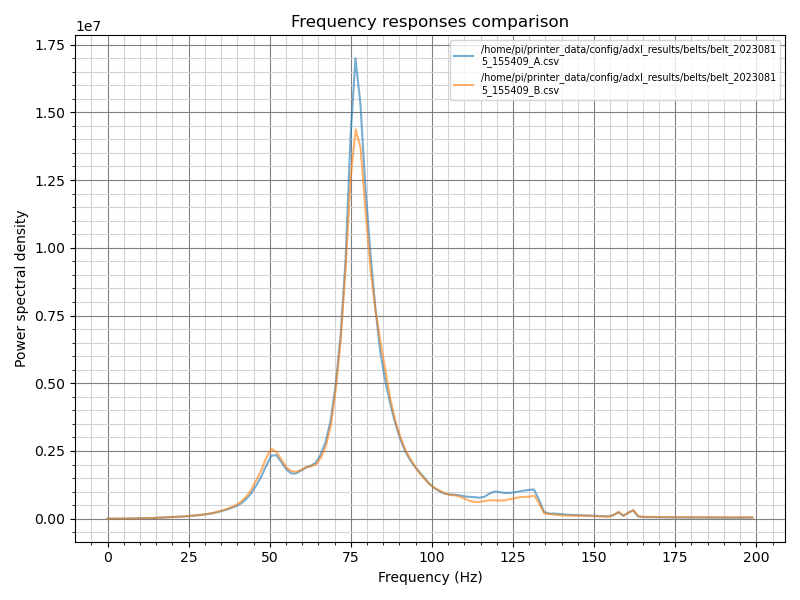 Frequency responses comparison
1e7
/home/pi/printer_data/config/adxl_results/belts/belt_2023081
5_155409_A.csv
/home/pi/printer_data/config/adxl_results/belts/belt_2023081
5_155409_B.csv
1.75
1.50
1.25
1.00
0.75
0.50
0.25
0.00
Power spectral density
0 25 50 75 100 125 150 175 200
Frequency (Hz)